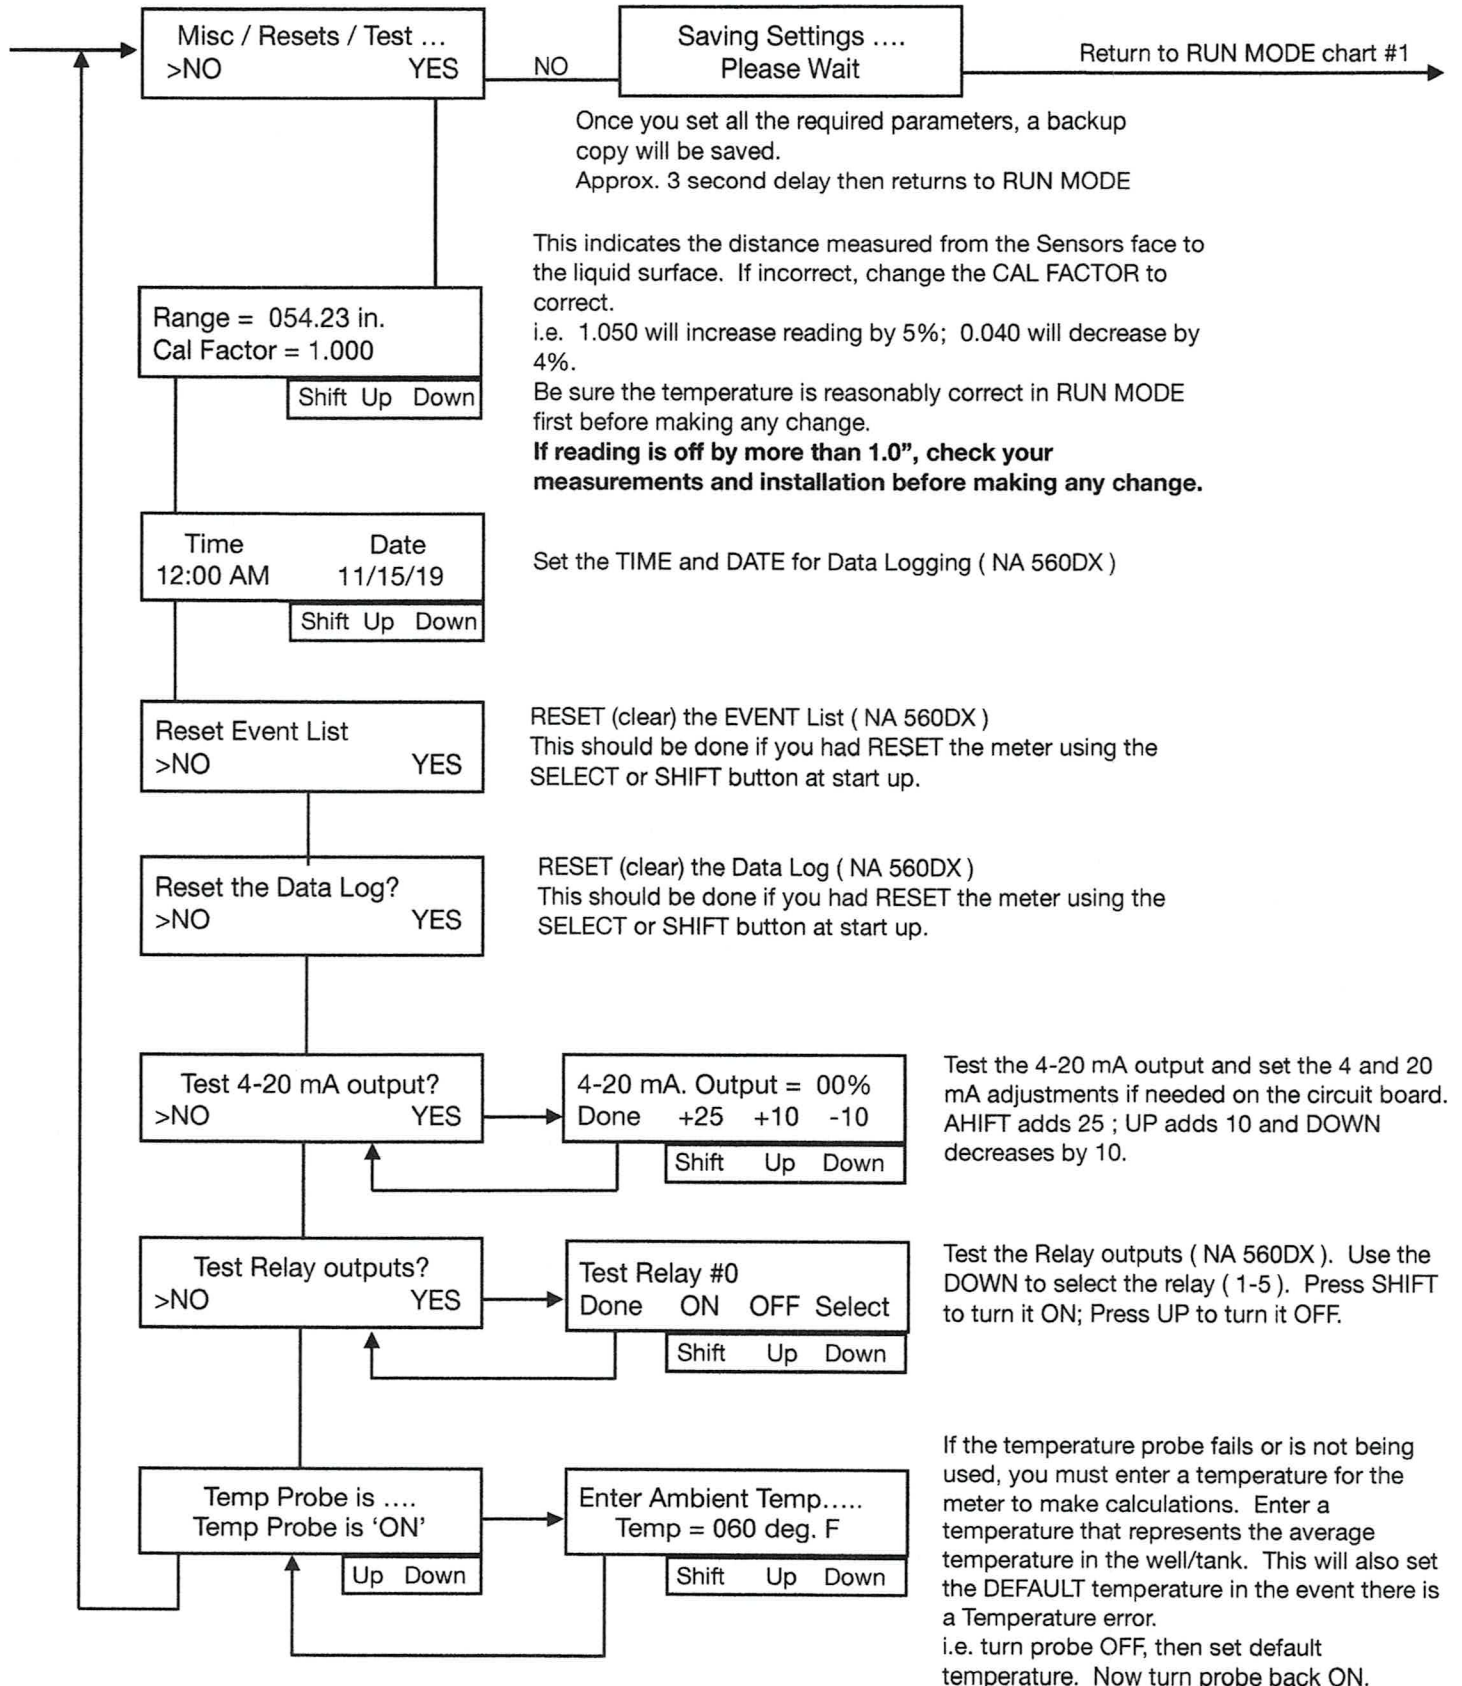 Misc / Resets / Test ...
>NO YES
NO
Saving Settings ....
Please Wait
Return to RUN MODE chart #1
Once you set all the required parameters, a backup
copy will be saved.
Approx. 3 second delay then returns to RUN MODE
This indicates the distance measured from the Sensors face to
the liquid surface. If incorrect, change the CAL FACTOR to
correct.
i.e. 1.050 will increase reading by 5%; 0.040 will decrease by
4%.
Be sure the temperature is reasonably correct in RUN MODE
first before making any change.
If reading is off by more than 1.0”, check your
measurements and installation before making any change.
Range = 054.23 in.
Cal Factor = 1.000
Shift Up Down
Time Date
12:00 AM 11/15/19
Shift Up Down
Set the TIME and DATE for Data Logging ( NA 560DX )
Reset Event List
>NO YES
RESET (clear) the EVENT List ( NA 560DX )
This should be done if you had RESET the meter using the
SELECT or SHIFT button at start up.
Reset the Data Log?
>NO YES
RESET (clear) the Data Log ( NA 560DX )
This should be done if you had RESET the meter using the
SELECT or SHIFT button at start up.
Test 4-20 mA output?
>NO YES
4-20 mA. Output = 00%
Done +25 +10 -10
Shift Up Down
Test the 4-20 mA output and set the 4 and 20
mA adjustments if needed on the circuit board.
AHIFT adds 25 ; UP adds 10 and DOWN
decreases by 10.
Test Relay outputs?
>NO YES
Test Relay #0
Done ON OFF Select
Shift Up Down
Test the Relay outputs ( NA 560DX ). Use the
DOWN to select the relay ( 1-5 ). Press SHIFT
to turn it ON; Press UP to turn it OFF.
Temp Probe is ....
Temp Probe is ‘ON’
Up Down
Enter Ambient Temp.....
Temp = 060 deg. F
Shift Up Down
If the temperature probe fails or is not being
used, you must enter a temperature for the
meter to make calculations. Enter a
temperature that represents the average
temperature in the well/tank. This will also set
the DEFAULT temperature in the event there is
a Temperature error.
i.e. turn probe OFF, then set default
temperature. Now turn probe back ON.